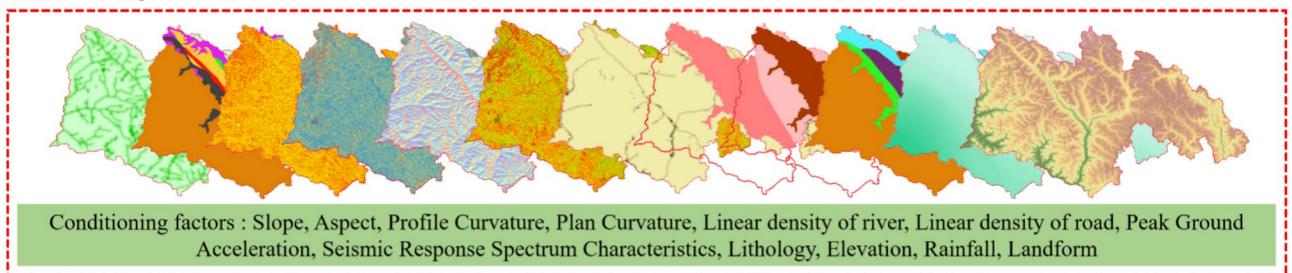 Conditioning factors : Slope, Aspect, Profile Curvature, Plan Curvature, Linear density of river, Linear density of road, Peak Ground
Acceleration, Seismic Response Spectrum Characteristics, Lithology, Elevation, Rainfall, Landform